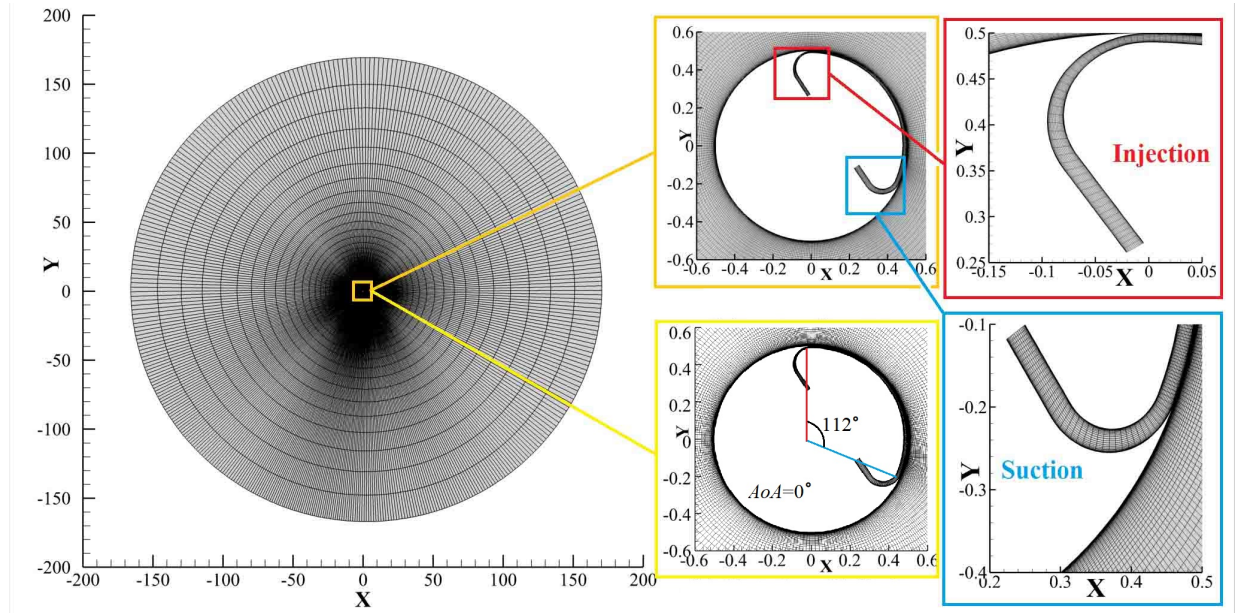 200
150
100
50
0
-50
-100
-150
-200
Y
-200 -150 -100 -50 0 50 100 150 200
X
0.6
0.4
0.2
0
-0.2
-0.4
-0.6
Y
-0.6 -0.4 -0.2 0 0.2 0.4 0.6
X
0.5
0.45
0.4
0.35
0.3
0.25
Y
Injection
-0.15 -0.1 -0.05 0 0.05
X
0.6
0.4
0.2
0
-0.2
-0.4
-0.6
Y
112°
AoA=0°
-0.6 -0.4 -0.2 0 0.2 0.4 0.6
X
-0.1
-0.2
-0.3
-0.4
Y
Suction
0.2 0.3 0.4 0.5
X